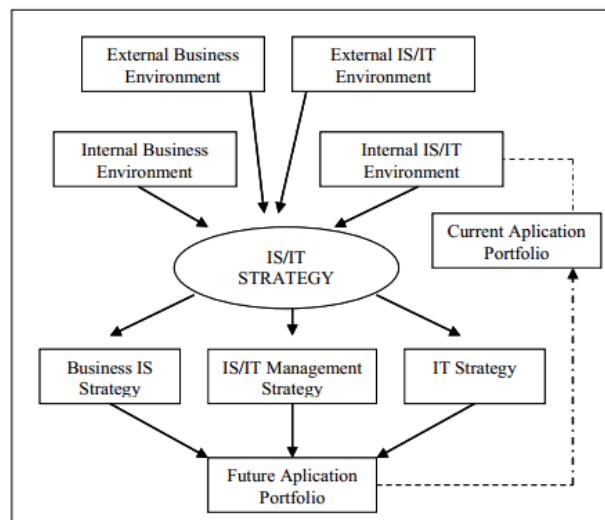 External Business
Environment
External IS/IT
Environment
Internal Business
Environment
Internal IS/IT
Environment
Current Aplication
Portfolio
IS/IT
STRATEGY
Business IS
Strategy
IS/IT Management
Strategy
IT Strategy
Future Aplication
Portfolio